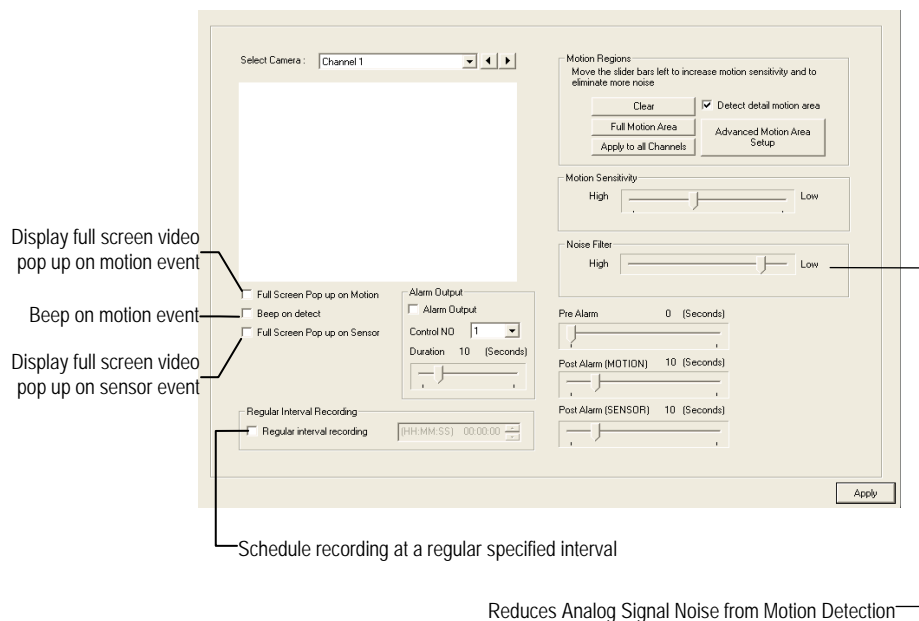 Select Camera : Channel 1
Motion Regions
Move the slider bars left to increase motion sensitivity and to
eliminate more noise
Clear
Detect detail motion area
Full Motion Area
Advanced Motion Area
Setup
Apply to all Channels
Motion Sensitivity
High Low
Noise Filter
High Low
Display full screen video
pop up on motion event
Full Screen Pop up on Motion
Beep on motion event
Beep on detect
Display full screen video
pop up on sensor event
Full Screen Pop up on Sensor
Alarm Output
Alarm Output
Control NO 1
Duration 10 (Seconds)
Pre Alarm 0 (Seconds)
Post Alarm (MOTION) 10 (Seconds)
Post Alarm (SENSOR) 10 (Seconds)
Regular Interval Recording
Regular interval recording (HH:MM:SS) 00:00:00
Apply
Schedule recording at a regular specified interval
Reduces Analog Signal Noise from Motion Detection